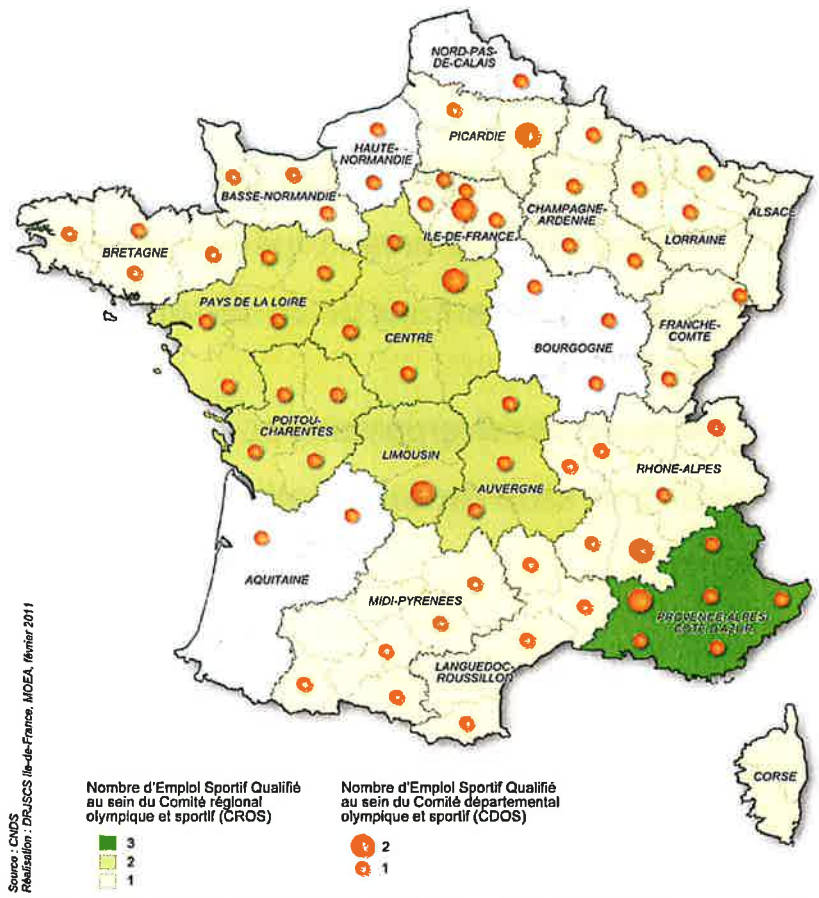 NORD-PAS-
DE-CALAIS
PICARDIE
HAUTE-
NORMANDIE
BASSE-NORMANDIE
ILE-DE-FRANCE
CHAMPAGNE-
ARDENNE
LORRAINE
ALSACE
BRETAGNE
PAYS DE LA LOIRE
CENTRE
BOURGOGNE
FRANCHE-
COMTE
POITOU-
CHARENTES
LIMOUSIN
AUVERGNE
RHONE-ALPES
AQUITAINE
MIDI-PYRENEES
PROVENCE-ALPES-
COTE D'AZUR
LANGUEDOC-
ROUSSILLON
CORSE
Source : CNDS
Réalisation : DRJSCS Ile-de-France, MOEA, février 2011
Nombre d'Emploi Sportif Qualifié
au sein du Comité régional
olympique et sportif (CROS)
3
2
1
Nombre d'Emploi Sportif Qualifié
au sein du Comité départemental
olympique et sportif (CDOS)
2
1